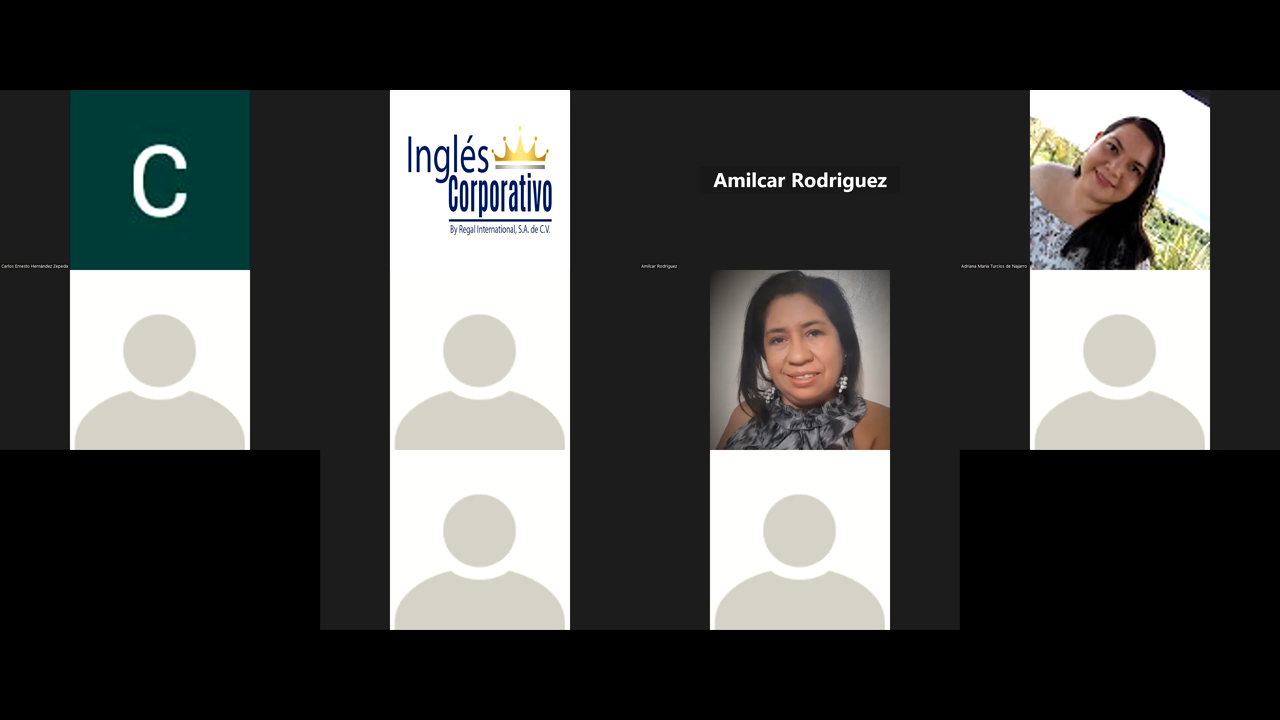 C
Inglés
Corporativo
By Regal International, S.A. de C.V.
Amilcar Rodriguez
Carlos Ernesto Hernández Zepeda
Amilcar Rodriguez
Adriana Maria Turcios de Najarro